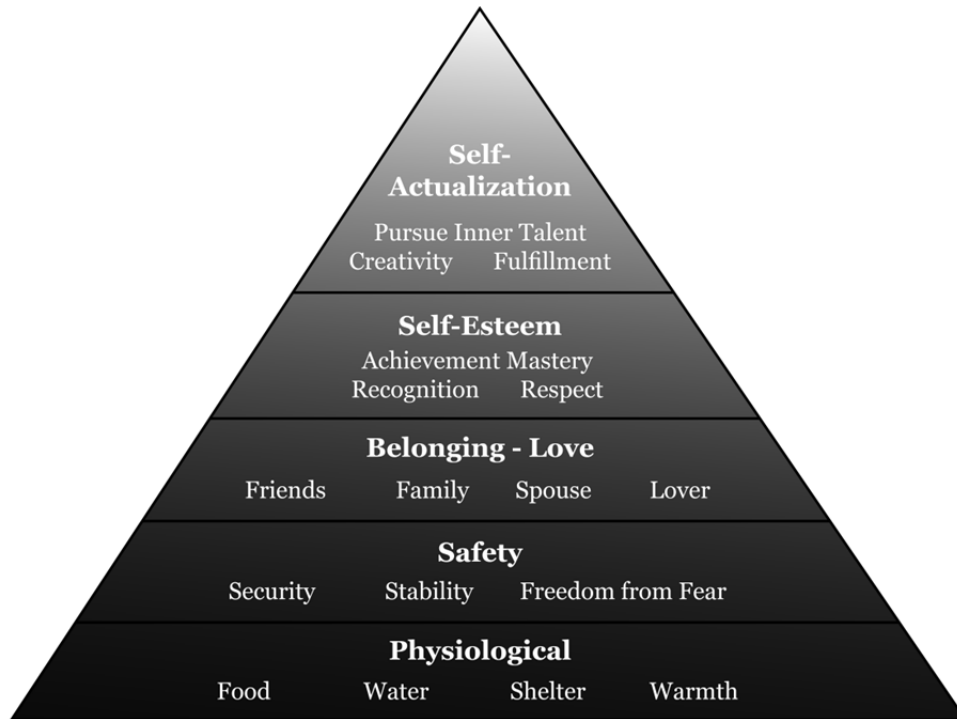 Self-
Actualization
Pursue Inner Talent
Creativity Fulfillment
Self-Esteem
Achievement Mastery
Recognition Respect
Belonging - Love
Friends Family Spouse Lover
Safety
Security Stability Freedom from Fear
Physiological
Food Water Shelter Warmth